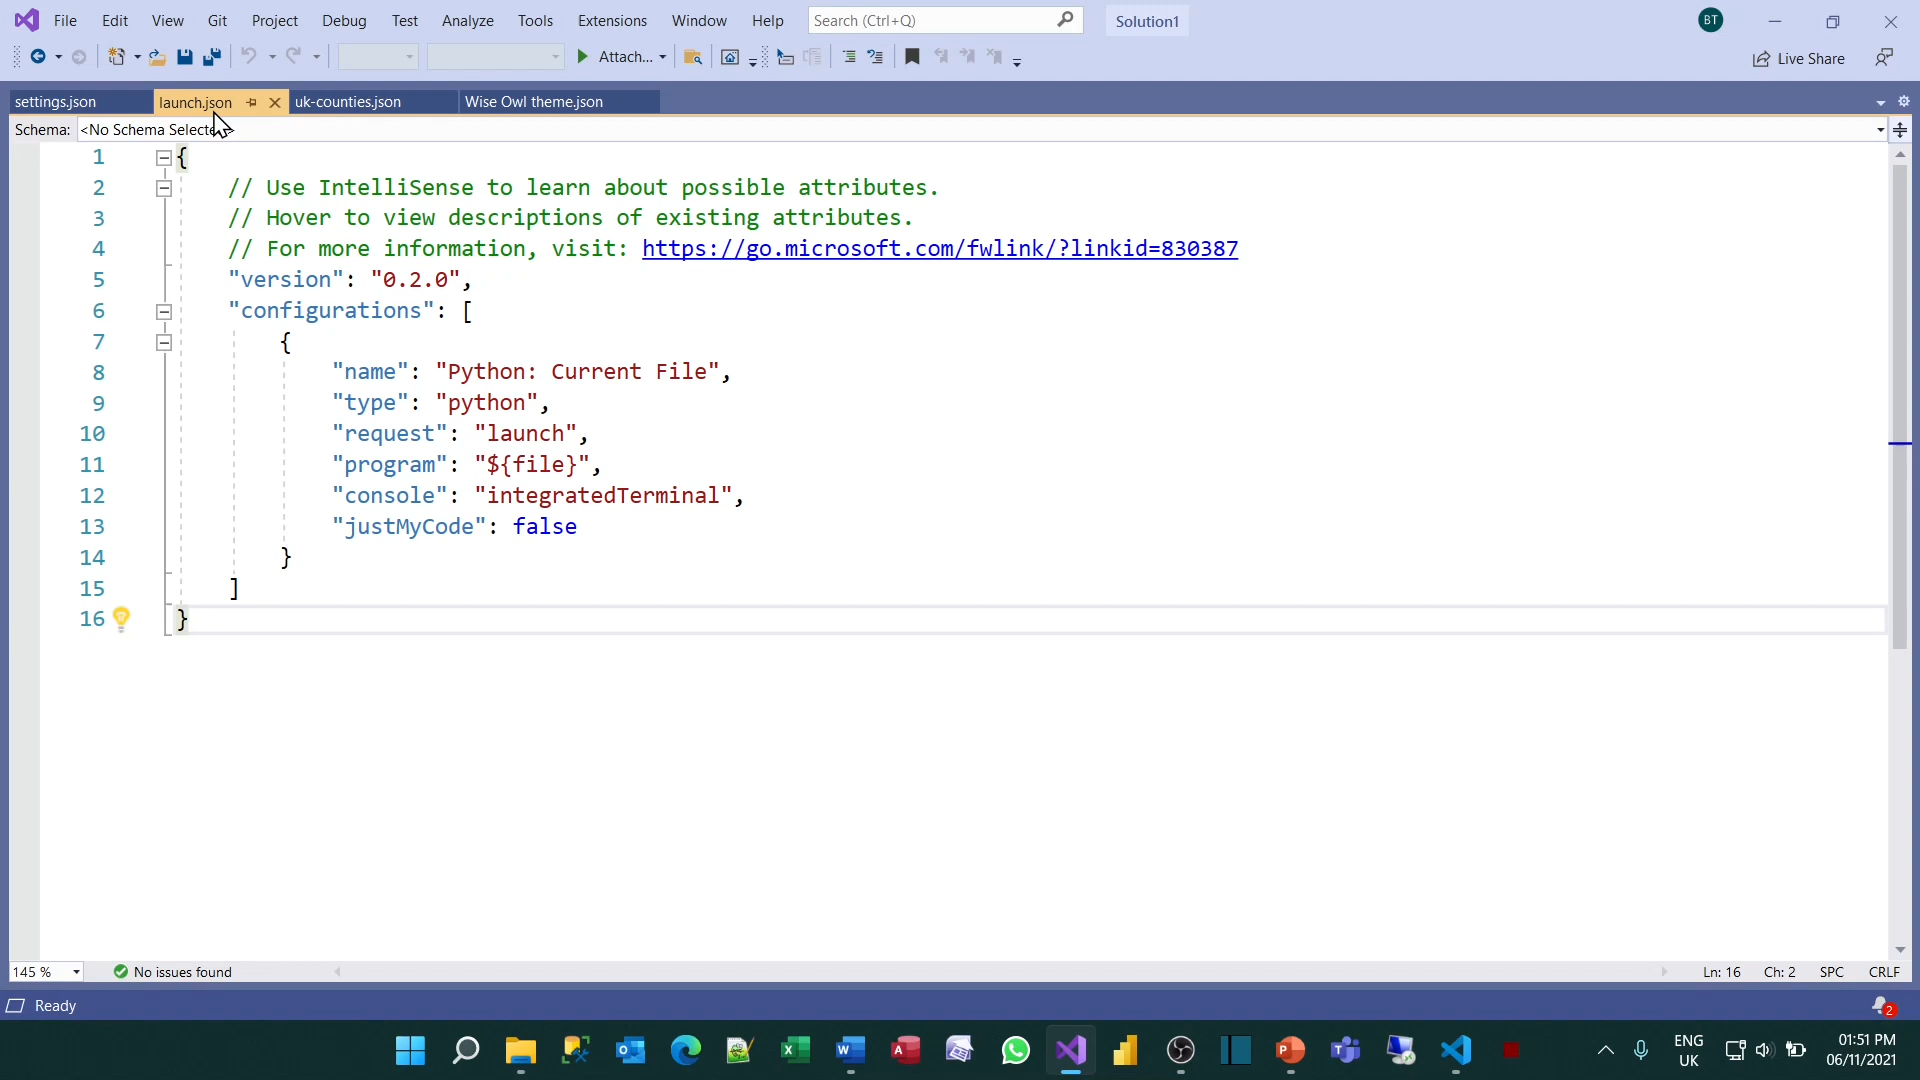 File Edit View Git Project Debug Test Analyze Tools Extensions Window Help Search (Ctrl+Q) Solution1 BT
Attach... Live Share
settings.json launch.json uk-counties.json Wise Owl theme.json
Schema: <No Schema Selecte
1 {
2 // Use IntelliSense to learn about possible attributes.
3 // Hover to view descriptions of existing attributes.
4 // For more information, visit: https://go.microsoft.com/fwlink/?linkid=830387
5 "version": "0.2.0",
6 "configurations": [
7 {
8 "name": "Python: Current File",
9 "type": "python",
10 "request": "launch",
11 "program": "${file}",
12 "console": "integratedTerminal",
13 "justMyCode": false
14 }
15 ]
16 }
145 % No issues found Ln: 16 Ch: 2 SPC CRLF
Ready 2
ENG
UK
01:51 PM
06/11/2021